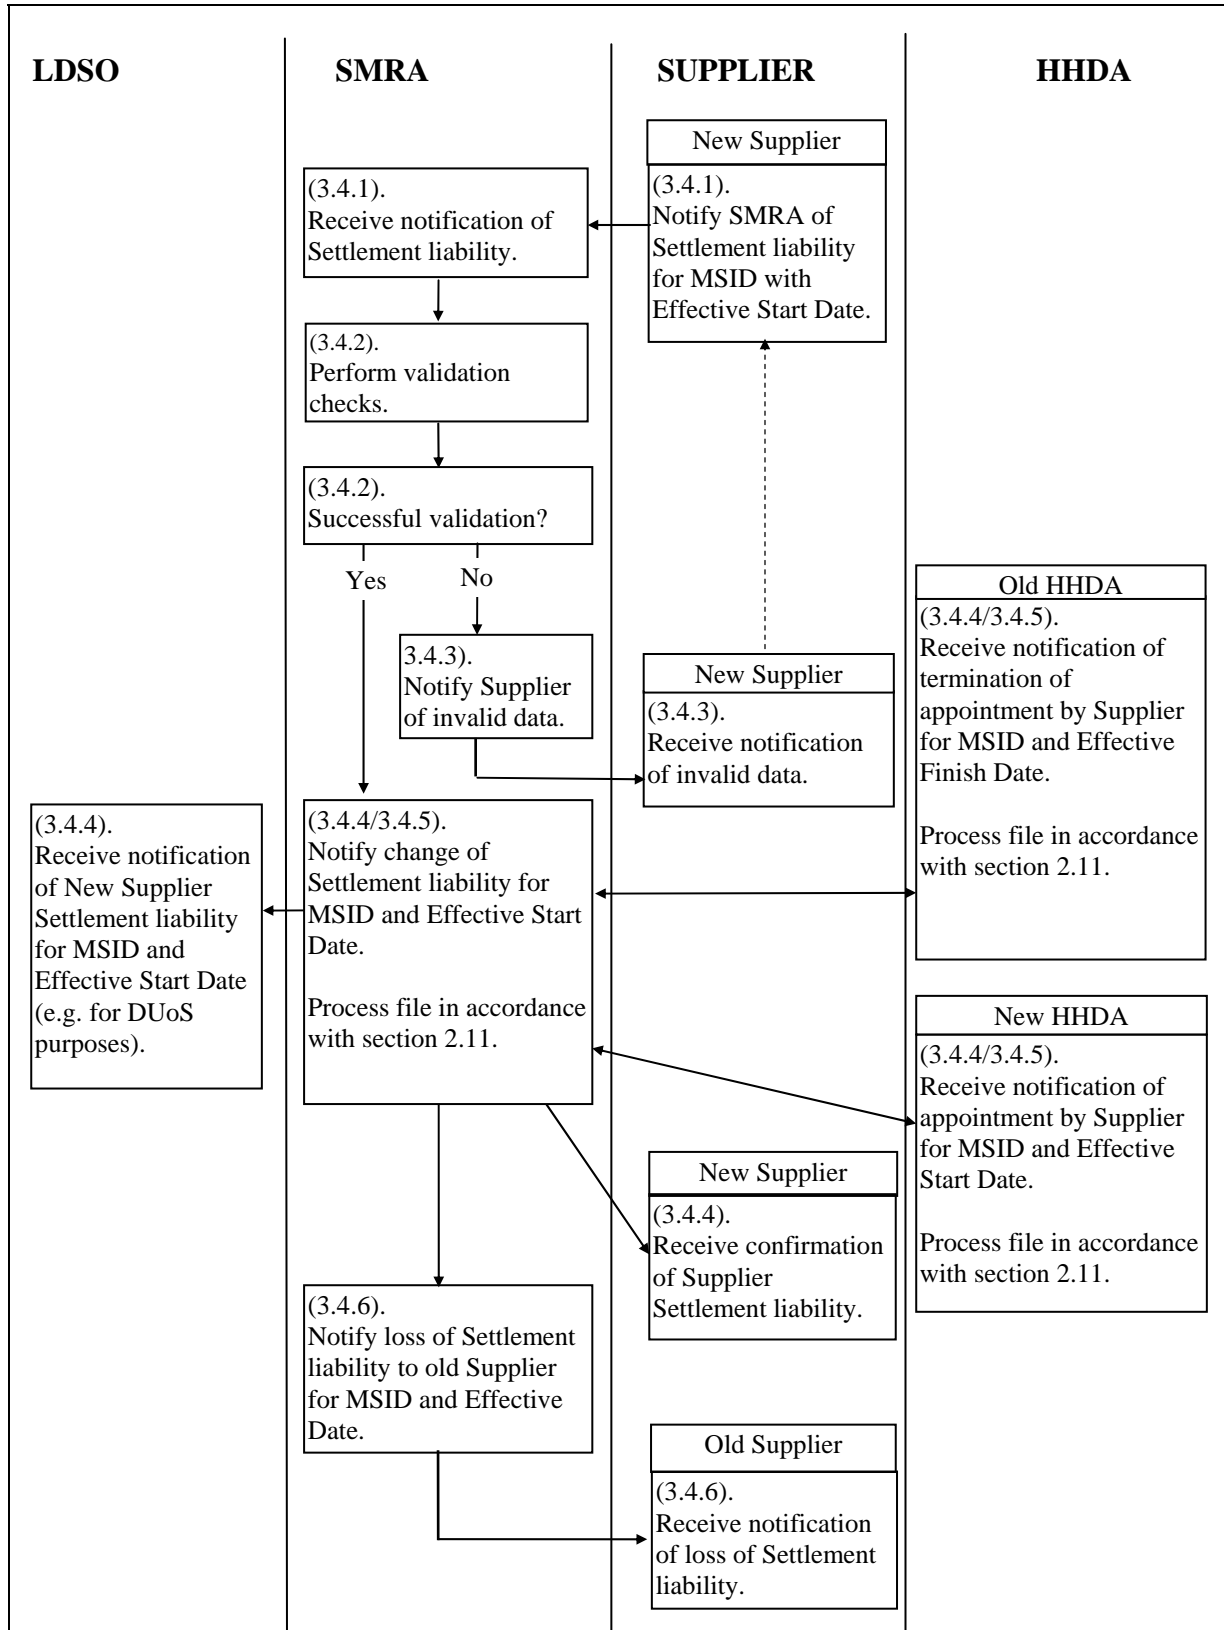 LDSO
SMRA
SUPPLIER
HHDA
New Supplier
(3.4.1).
Notify SMRA of
Settlement liability
for MSID with
Effective Start Date.
(3.4.1).
Receive notification of
Settlement liability.
(3.4.2).
Perform validation
checks.
(3.4.2).
Successful validation?
Yes
No
3.4.3).
Notify Supplier
of invalid data.
New Supplier
(3.4.3).
Receive notification
of invalid data.
Old HHDA
(3.4.4/3.4.5).
Receive notification of
termination of
appointment by Supplier
for MSID and Effective
Finish Date.
Process file in accordance
with section 2.11.
(3.4.4).
Receive notification
of New Supplier
Settlement liability
for MSID and
Effective Start Date
(e.g. for DUoS
purposes).
(3.4.4/3.4.5).
Notify change of
Settlement liability for
MSID and Effective Start
Date.
Process file in accordance
with section 2.11.
New HHDA
(3.4.4/3.4.5).
Receive notification of
appointment by Supplier
for MSID and Effective
Start Date.
Process file in accordance
with section 2.11.
New Supplier
(3.4.4).
Receive confirmation
of Supplier
Settlement liability.
(3.4.6).
Notify loss of Settlement
liability to old Supplier
for MSID and Effective
Date.
Old Supplier
(3.4.6).
Receive notification
of loss of Settlement
liability.